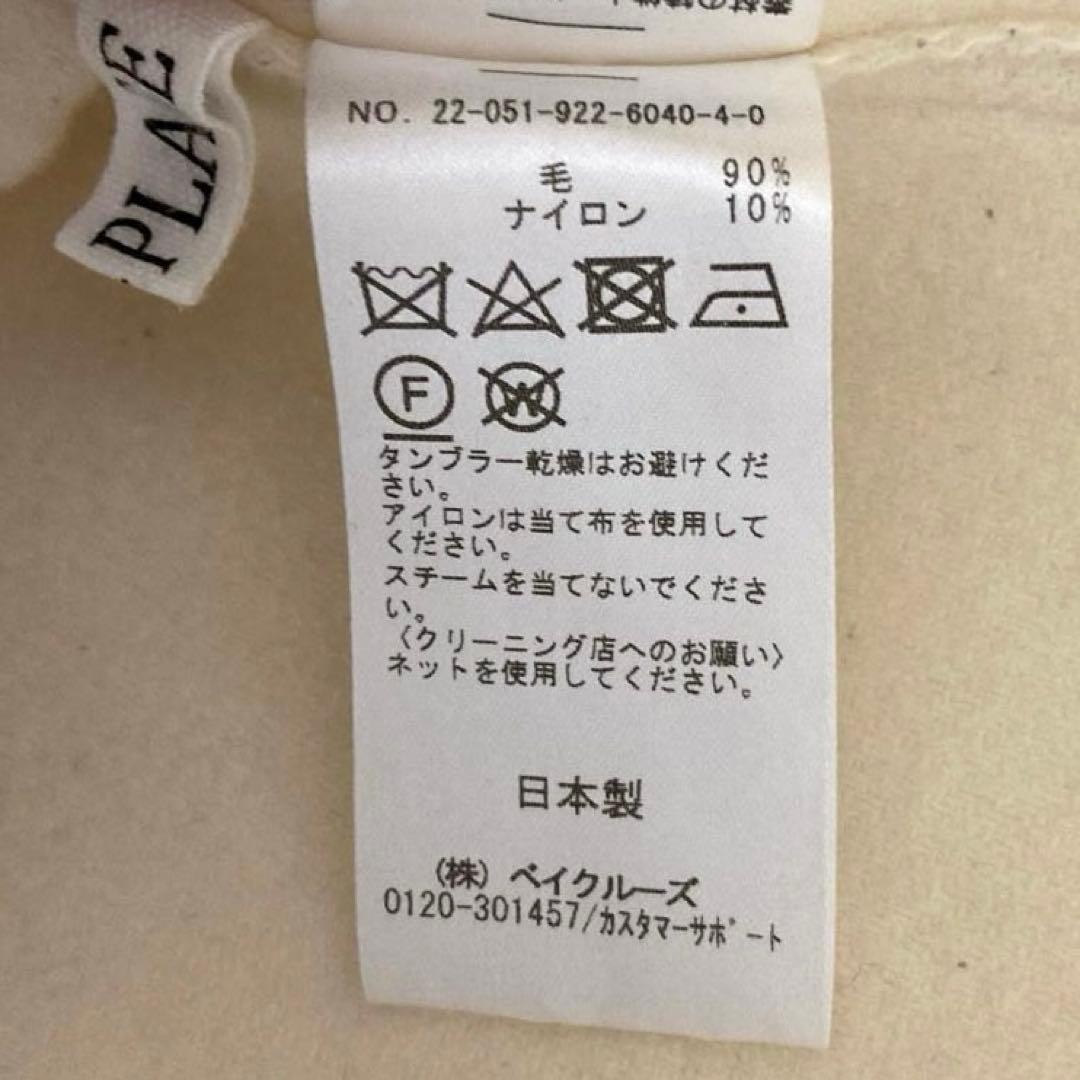 PLAE
NO. 22-051-922-6040-4-0
毛 90%
ナイロン 10%
F
W
タンブラー乾燥はお避けくだ
さい。
アイロンは当て布を使用して
ください。
スチームを当てないでくださ
い。
〈クリーニング店へのお願い〉
ネットを使用してください。
日本製
(株) ベイクルーズ
0120-301457/カスタマーサポート